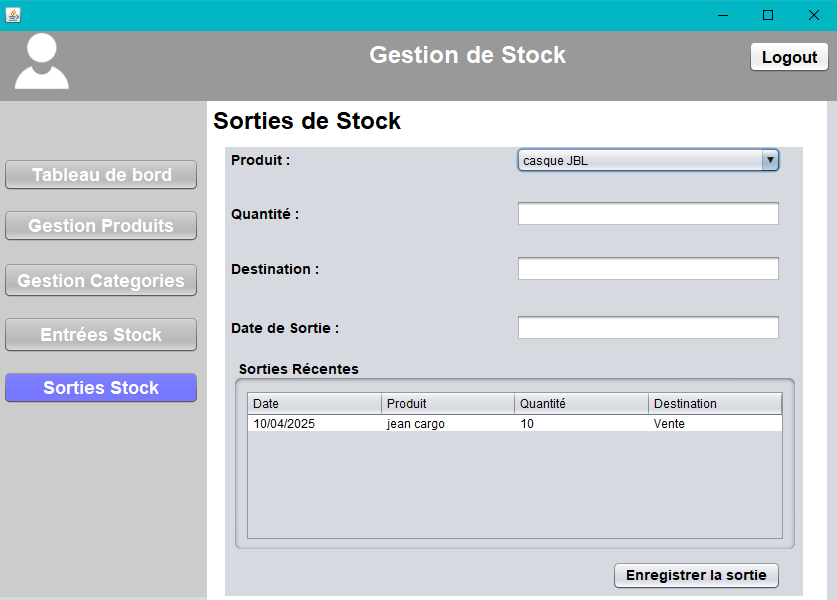 Gestion de Stock
Logout
Tableau de bord
Gestion Produits
Gestion Categories
Entrées Stock
Sorties Stock
Sorties de Stock
Produit : casque JBL
Quantité :
Destination :
Date de Sortie :
Sorties Récentes
Date Produit Quantité Destination
10/04/2025 jean cargo 10 Vente
Enregistrer la sortie